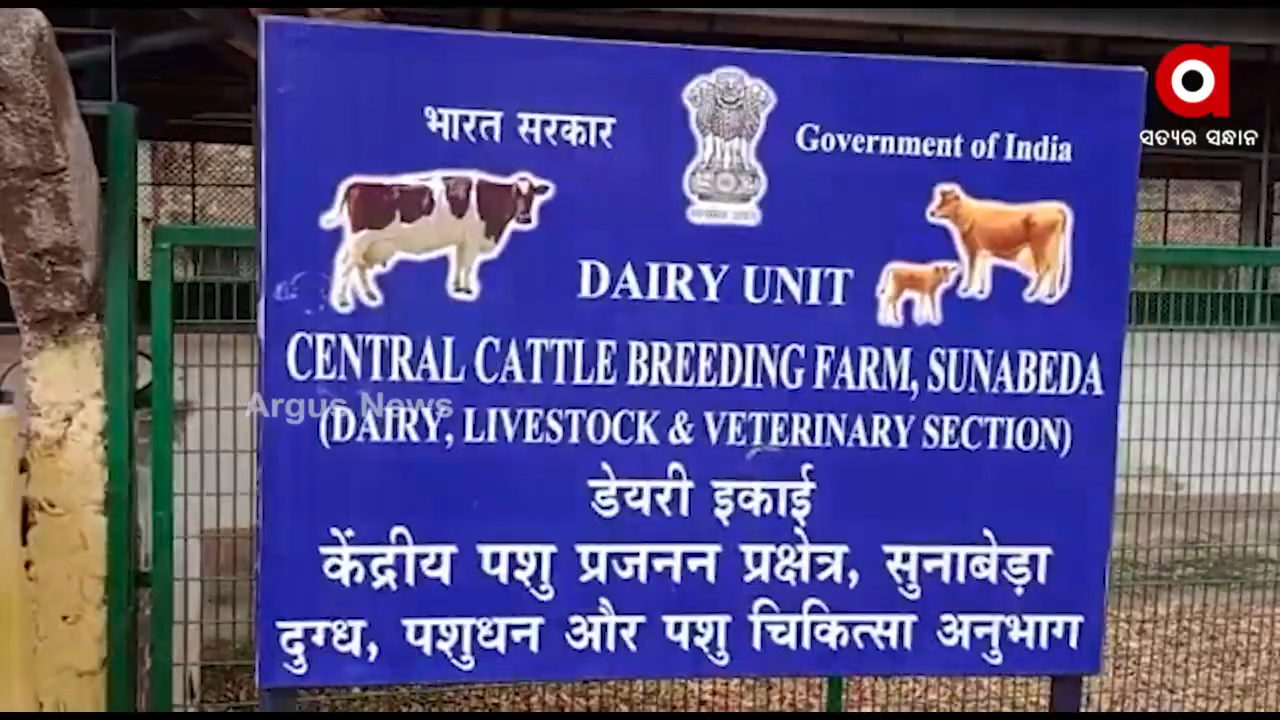 भारत सरकार
Government of India
DAIRY UNIT
CENTRAL CATTLE BREEDING FARM, SUNABEDA
(DAIRY, LIVESTOCK & VETERINARY SECTION)
डेयरी इकाई
केंद्रीय पशु प्रजनन प्रक्षेत्र, सुनाबेड़ा
दुग्ध, पशुधन और पशु चिकित्सा अनुभाग
Argus News
a
ସତ୍ୟର ସନ୍ଧାନ